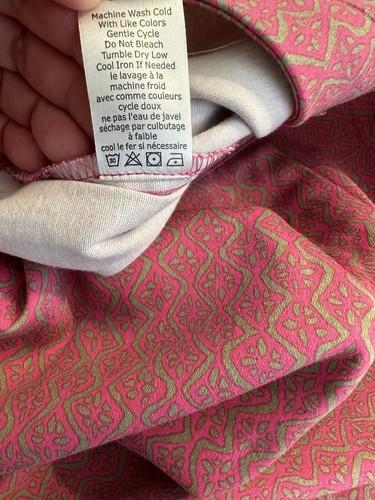 Machine Wash Cold
With Like Colors
Gentle Cycle
Do Not Bleach
Tumble Dry Low
Cool Iron If Needed
le lavage à la
machine froid
avec comme couleurs
cycle doux
ne pas l'eau de javel
séchage par culbutage
à faible
cool le fer si nécessaire
30